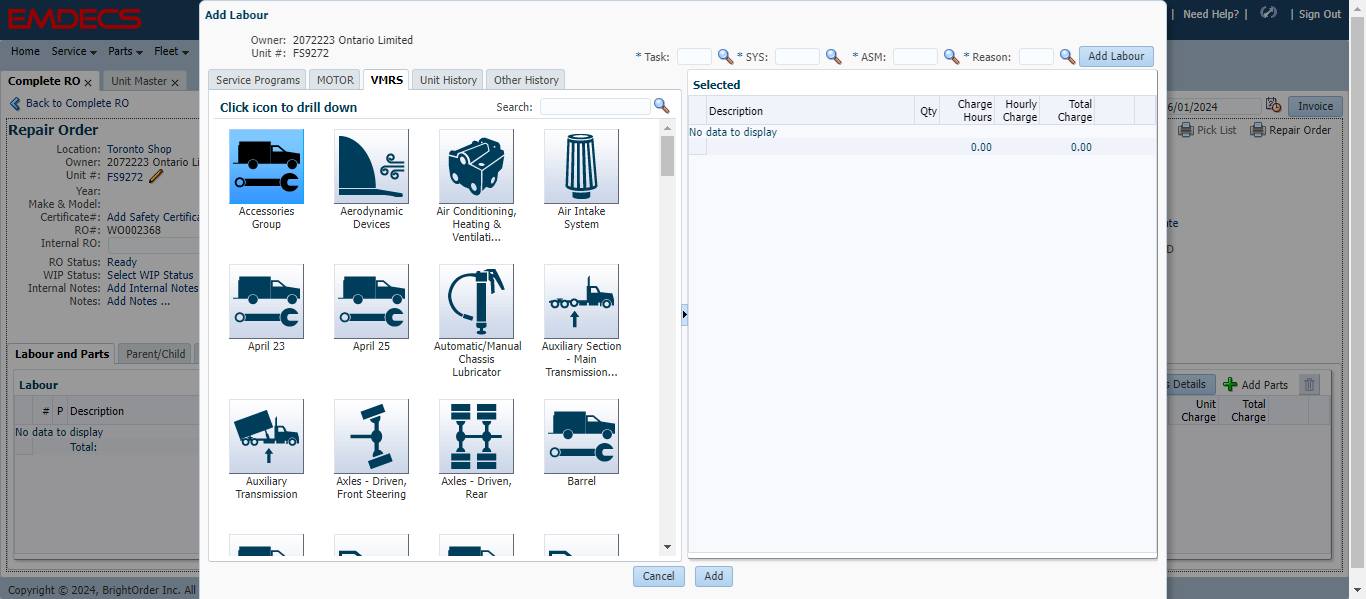 EMDECS
Need Help? | | Sign Out
Home Service Parts Fleet
Complete RO x Unit Master x
Back to Complete RO
6/01/2024 Invoice
Repair Order
Pick List Repair Order
Location: Toronto Shop
Owner: 2072223 Ontario Li
Unit #: FS9272
Year:
Make & Model:
Certificate#: Add Safety Certifica
RO#: WO002368
Internal RO:
RO Status: Ready
WIP Status: Select WIP Status
Internal Notes: Add Internal Notes
Notes: Add Notes ...
Labour and Parts Parent/Child
Labour
# P Description
No data to display
Total:
Copyright © 2024, BrightOrder Inc. All
Add Labour
Owner: 2072223 Ontario Limited
Unit #: FS9272
* Task: * SYS: * ASM: * Reason: Add Labour
Service Programs MOTOR VMRS Unit History Other History
Click icon to drill down Search:
Accessories Group
Aerodynamic Devices
Air Conditioning, Heating & Ventilati...
Air Intake System
April 23
April 25
Automatic/Manual Chassis Lubricator
Auxiliary Section - Main Transmission...
Auxiliary Transmission
Axles - Driven, Front Steering
Axles - Driven, Rear
Barrel
Selected
Description Qty Charge Hours Hourly Charge Total Charge
No data to display
0.00 0.00
Cancel Add
te
D
s Details Add Parts
Unit Charge Total Charge